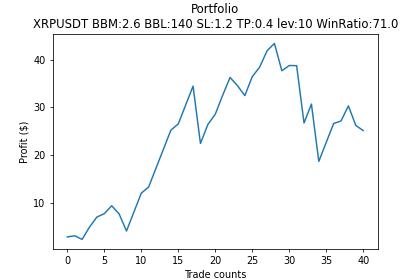 Portfolio
XRPUSDT BBM:2.6 BBL:140 SL:1.2 TP:0.4 lev:10 WinRatio:71.0
40
30
20
10
Profit ($)
0 5 10 15 20 25 30 35 40
Trade counts